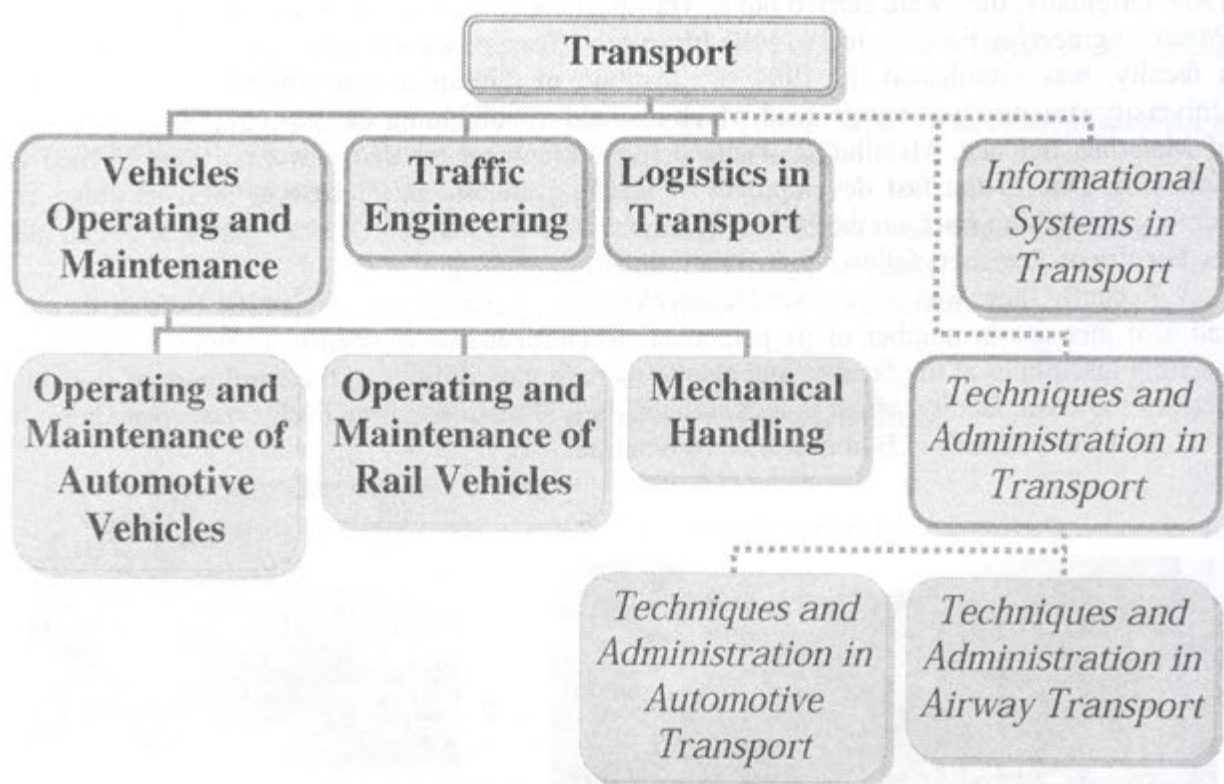 Transport
Vehicles
Operating and
Maintenance
Traffic
Engineering
Logistics in
Transport
Informational
Systems in
Transport
Operating and
Maintenance of
Automotive
Vehicles
Operating and
Maintenance of
Rail Vehicles
Mechanical
Handling
Techniques and
Administration in
Transport
Techniques and
Administration in
Automotive
Transport
Techniques and
Administration in
Airway Transport